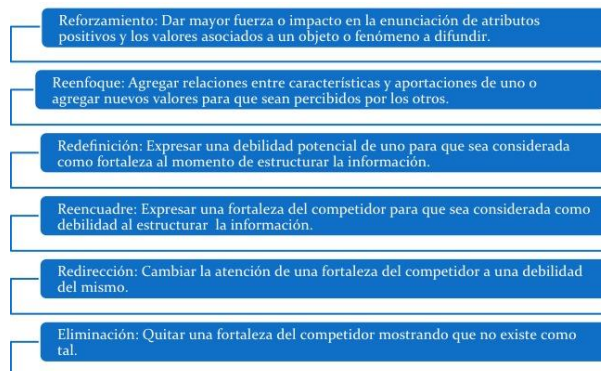 Reforzamiento: Dar mayor fuerza o impacto en la enunciación de atributos
positivos y los valores asociados a un objeto o fenómeno a difundir.
Reenfoque: Agregar relaciones entre características y aportaciones de uno o
agregar nuevos valores para que sean percibidos por los otros.
Redefinición: Expresar una debilidad potencial de uno para que sea considerada
como fortaleza al momento de estructurar la información.
Reencuadre: Expresar una fortaleza del competidor para que sea considerada como
debilidad al estructurar la información.
Redirección: Cambiar la atención de una fortaleza del competidor a una debilidad
del mismo.
Eliminación: Quitar una fortaleza del competidor mostrando que no existe como
tal.